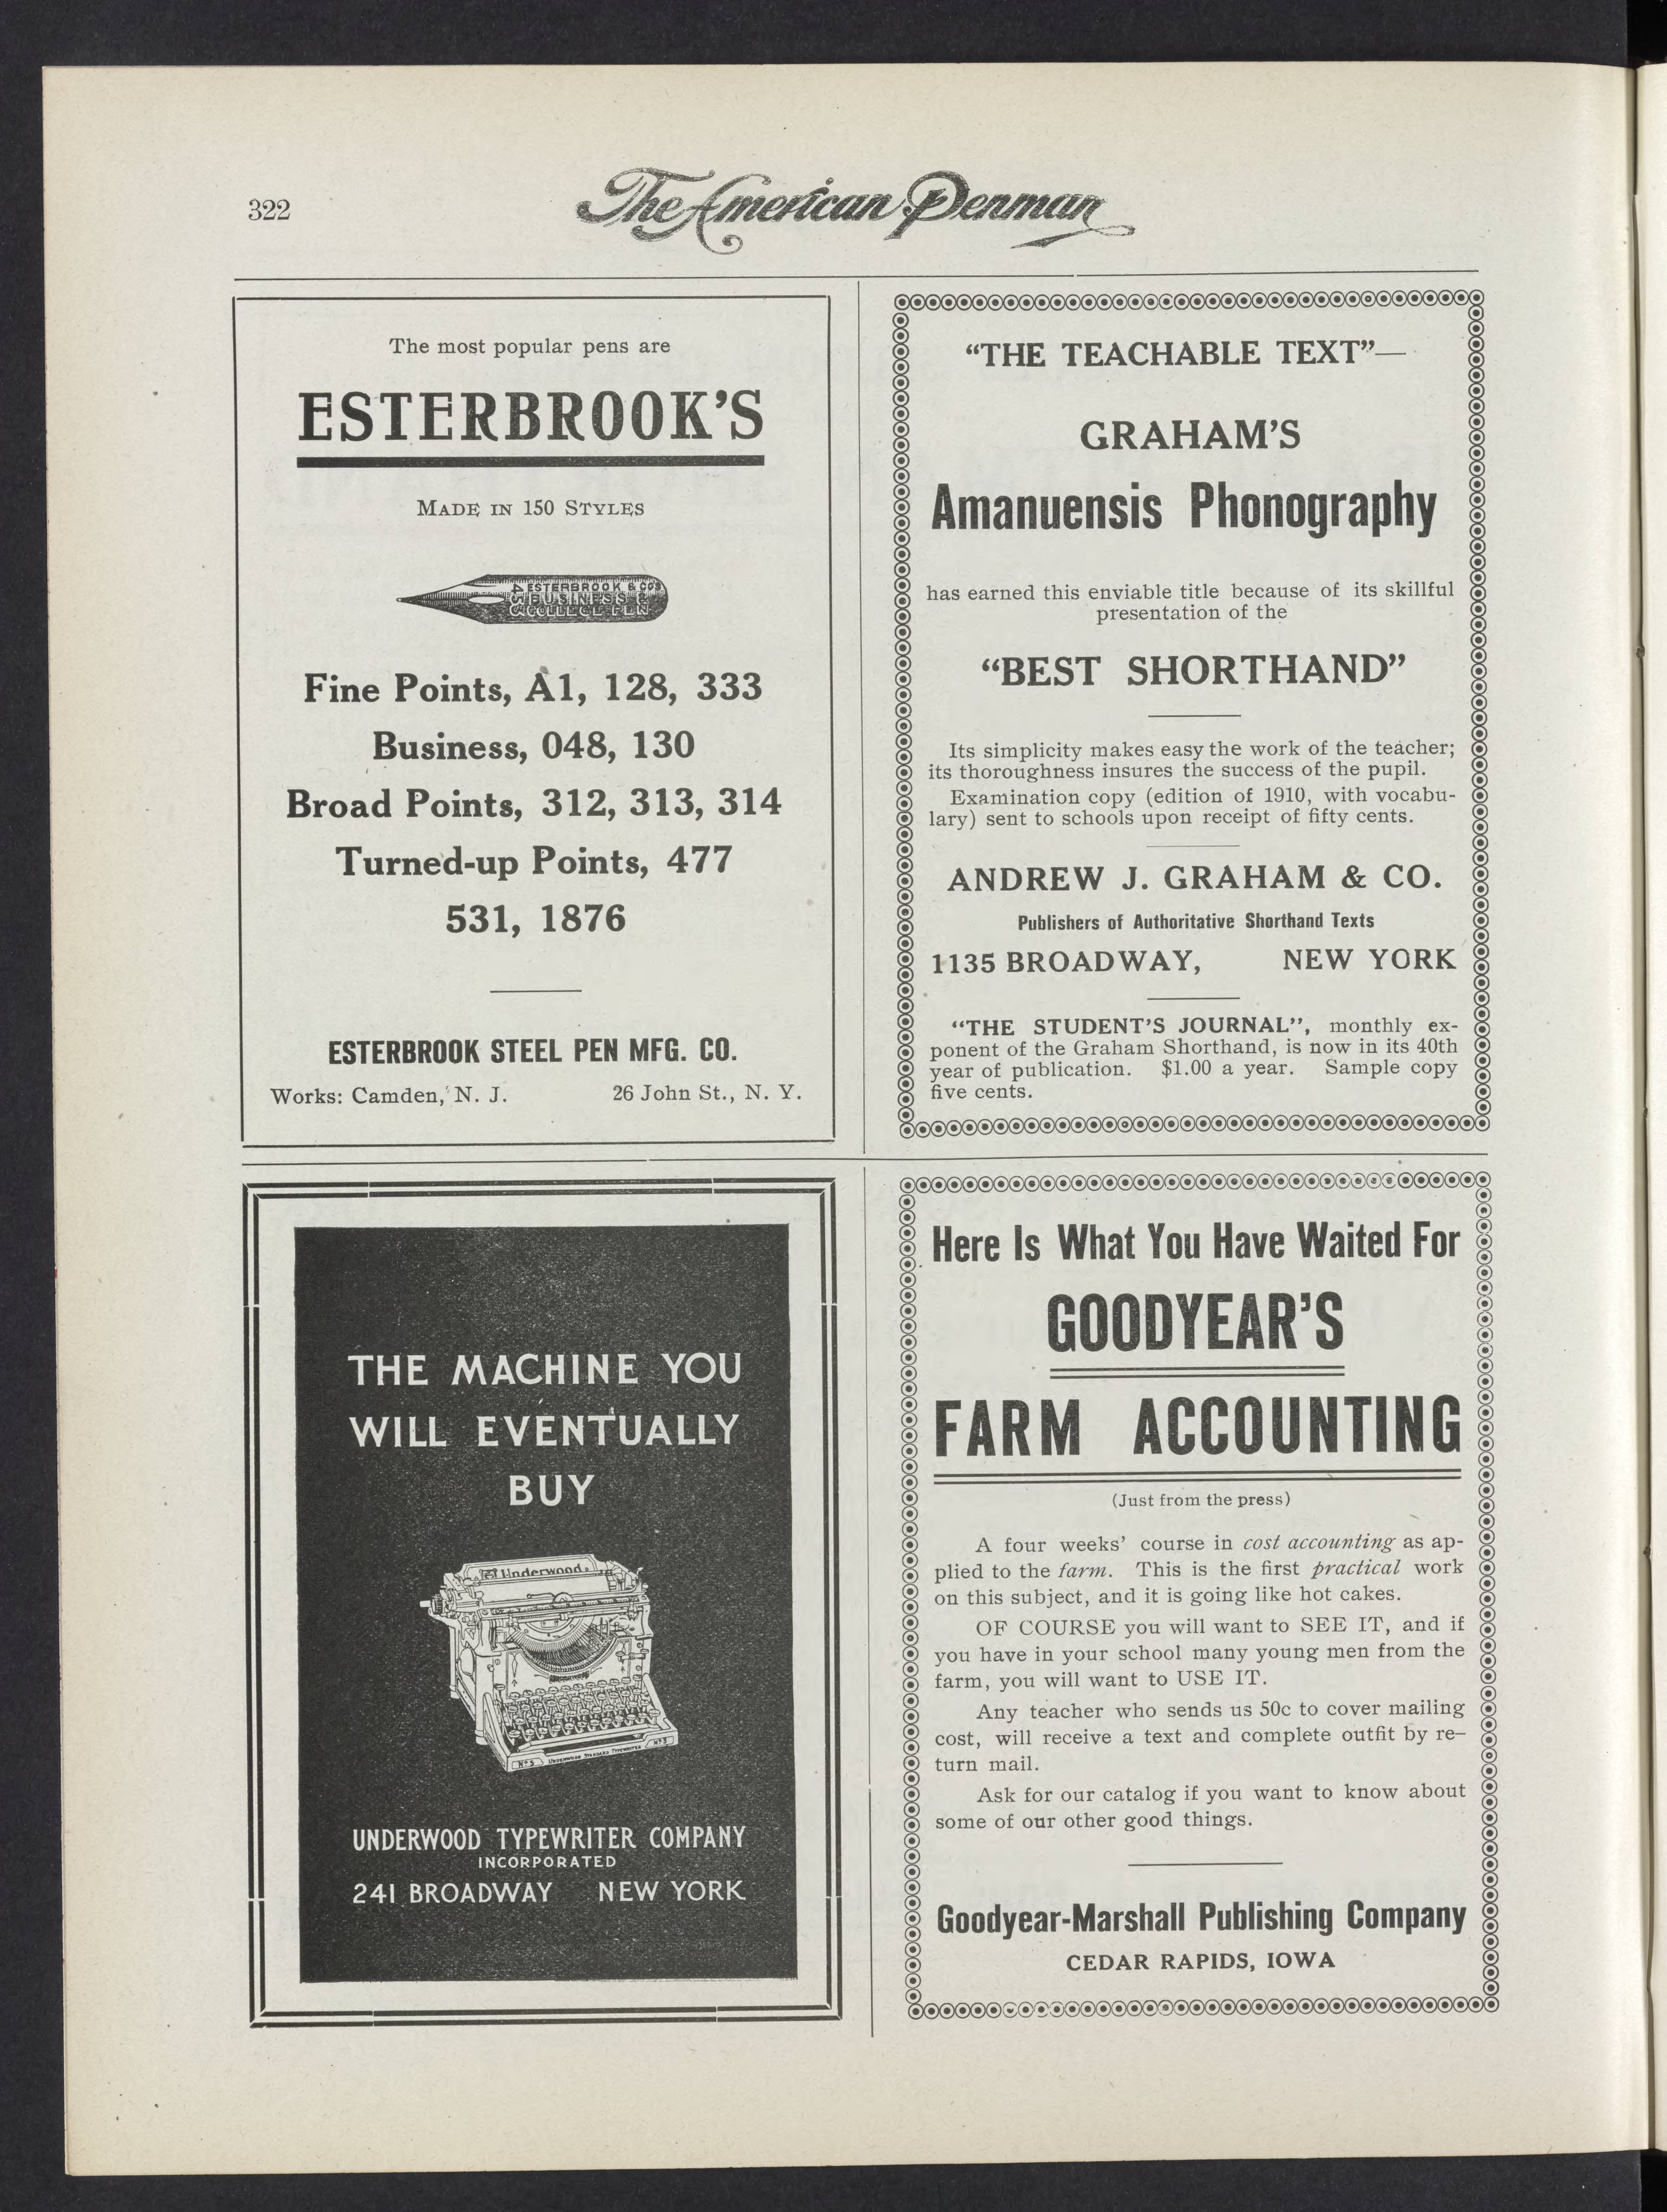 322
The American Penman
The most popular pens are
ESTERBROOK'S
MADE IN 150 STYLES
ESTERBROOK & CO'S
BUSINESS &
COLLEGE PEN
Fine Points, A1, 128, 333
Business, 048, 130
Broad Points, 312, 313, 314
Turned-up Points, 477
531, 1876
ESTERBROOK STEEL PEN MFG. CO.
Works: Camden, N. J. 26 John St., N. Y.
"THE TEACHABLE TEXT"—
GRAHAM'S
Amanuensis Phonography
has earned this enviable title because of its skillful
presentation of the
"BEST SHORTHAND"
Its simplicity makes easy the work of the teacher;
its thoroughness insures the success of the pupil.
Examination copy (edition of 1910, with vocabu-
lary) sent to schools upon receipt of fifty cents.
ANDREW J. GRAHAM & CO.
Publishers of Authoritative Shorthand Texts
1135 BROADWAY, NEW YORK
"THE STUDENT'S JOURNAL", monthly ex-
ponent of the Graham Shorthand, is now in its 40th
year of publication. $1.00 a year. Sample copy
five cents.
THE MACHINE YOU
WILL EVENTUALLY
BUY
Underwood
No 5 UNDERWOOD STANDARD TYPEWRITER No 5
UNDERWOOD TYPEWRITER COMPANY
INCORPORATED
241 BROADWAY NEW YORK
Here Is What You Have Waited For
GOODYEAR'S
FARM ACCOUNTING
(Just from the press)
A four weeks' course in cost accounting as ap-
plied to the farm. This is the first practical work
on this subject, and it is going like hot cakes.
OF COURSE you will want to SEE IT, and if
you have in your school many young men from the
farm, you will want to USE IT.
Any teacher who sends us 50c to cover mailing
cost, will receive a text and complete outfit by re-
turn mail.
Ask for our catalog if you want to know about
some of our other good things.
Goodyear-Marshall Publishing Company
CEDAR RAPIDS, IOWA